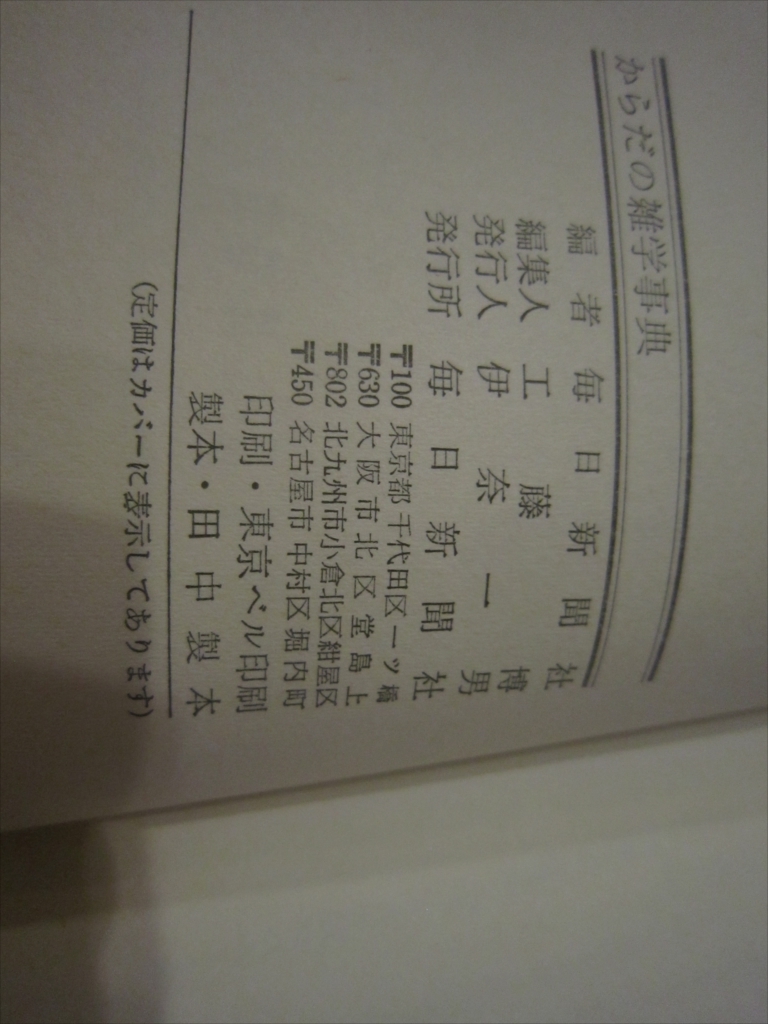 からだの雑学事典
編者 毎日新聞社
編集人 工藤博
発行人 伊奈一男
発行所 毎日新聞社
〒100 東京都千代田区一ツ橋
〒630 大阪市北区堂島上
〒802 北九州市小倉北区紺屋区
〒450 名古屋市中村区堀内町
印刷・東京ベル印刷
製本・田中製本
(定価はカバーに表示してあります)